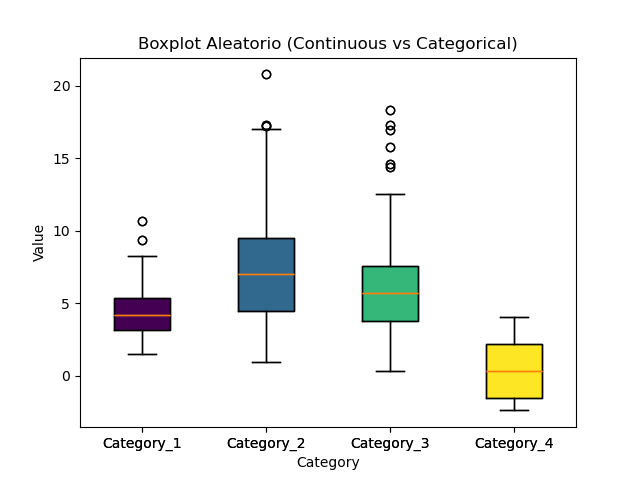 Boxplot Aleatorio (Continuous vs Categorical)
20
15
10
5
0
Value
Category_1 Category_2 Category_3 Category_4
Category